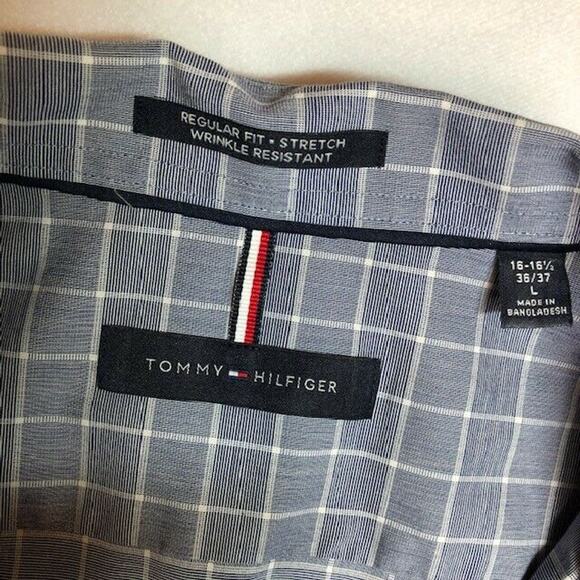 REGULAR FIT • STRETCH
WRINKLE RESISTANT
16-16½
36/37
L
MADE IN
BANGLADESH
TOMMY HILFIGER